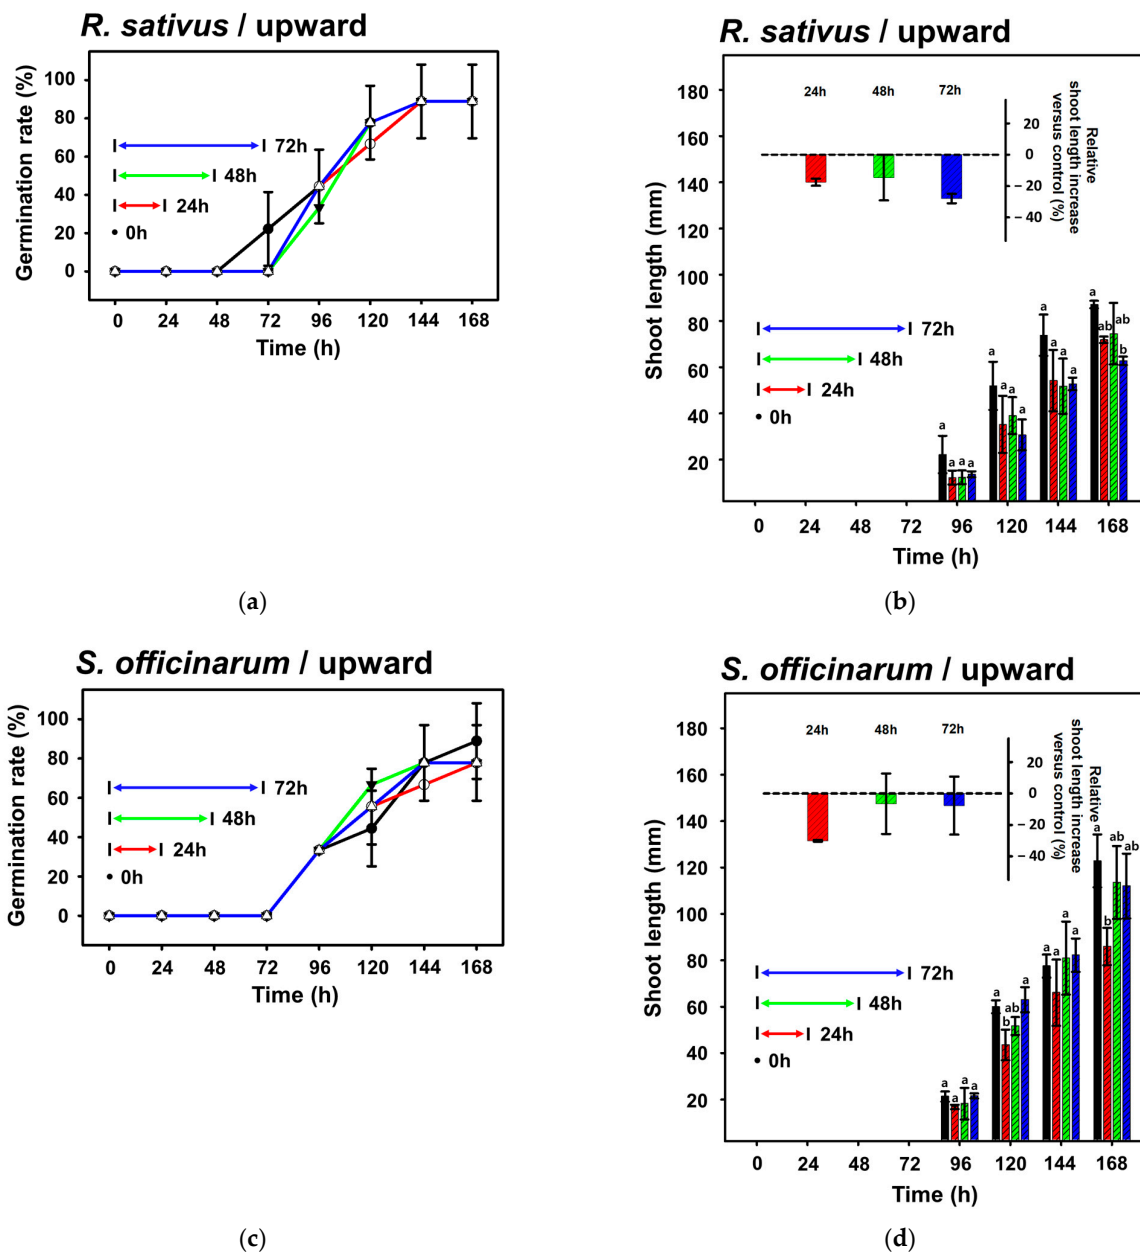 R. sativus / upward
Germination rate (%)
100
80
60
40
20
0
72h
48h
24h
0h
0 24 48 72 96 120 144 168
Time (h)
(a)
R. sativus / upward
Shoot length (mm)
180
160
140
120
100
80
60
40
20
24h 48h 72h
20
0
−20
−40
Relative
shoot length increase
versus control (%)
72h
48h
24h
0h
a a a a
a a a a
a a a a
a ab ab b
0 24 48 72 96 120 144 168
Time (h)
(b)
S. officinarum / upward
Germination rate (%)
100
80
60
40
20
0
72h
48h
24h
0h
0 24 48 72 96 120 144 168
Time (h)
(c)
S. officinarum / upward
Shoot length (mm)
180
160
140
120
100
80
60
40
20
24h 48h 72h
20
0
−20
−40
Relative
shoot length increase
versus control (%)
72h
48h
24h
0h
a a a a
a b ab a
a a a a
a b ab ab
0 24 48 72 96 120 144 168
Time (h)
(d)